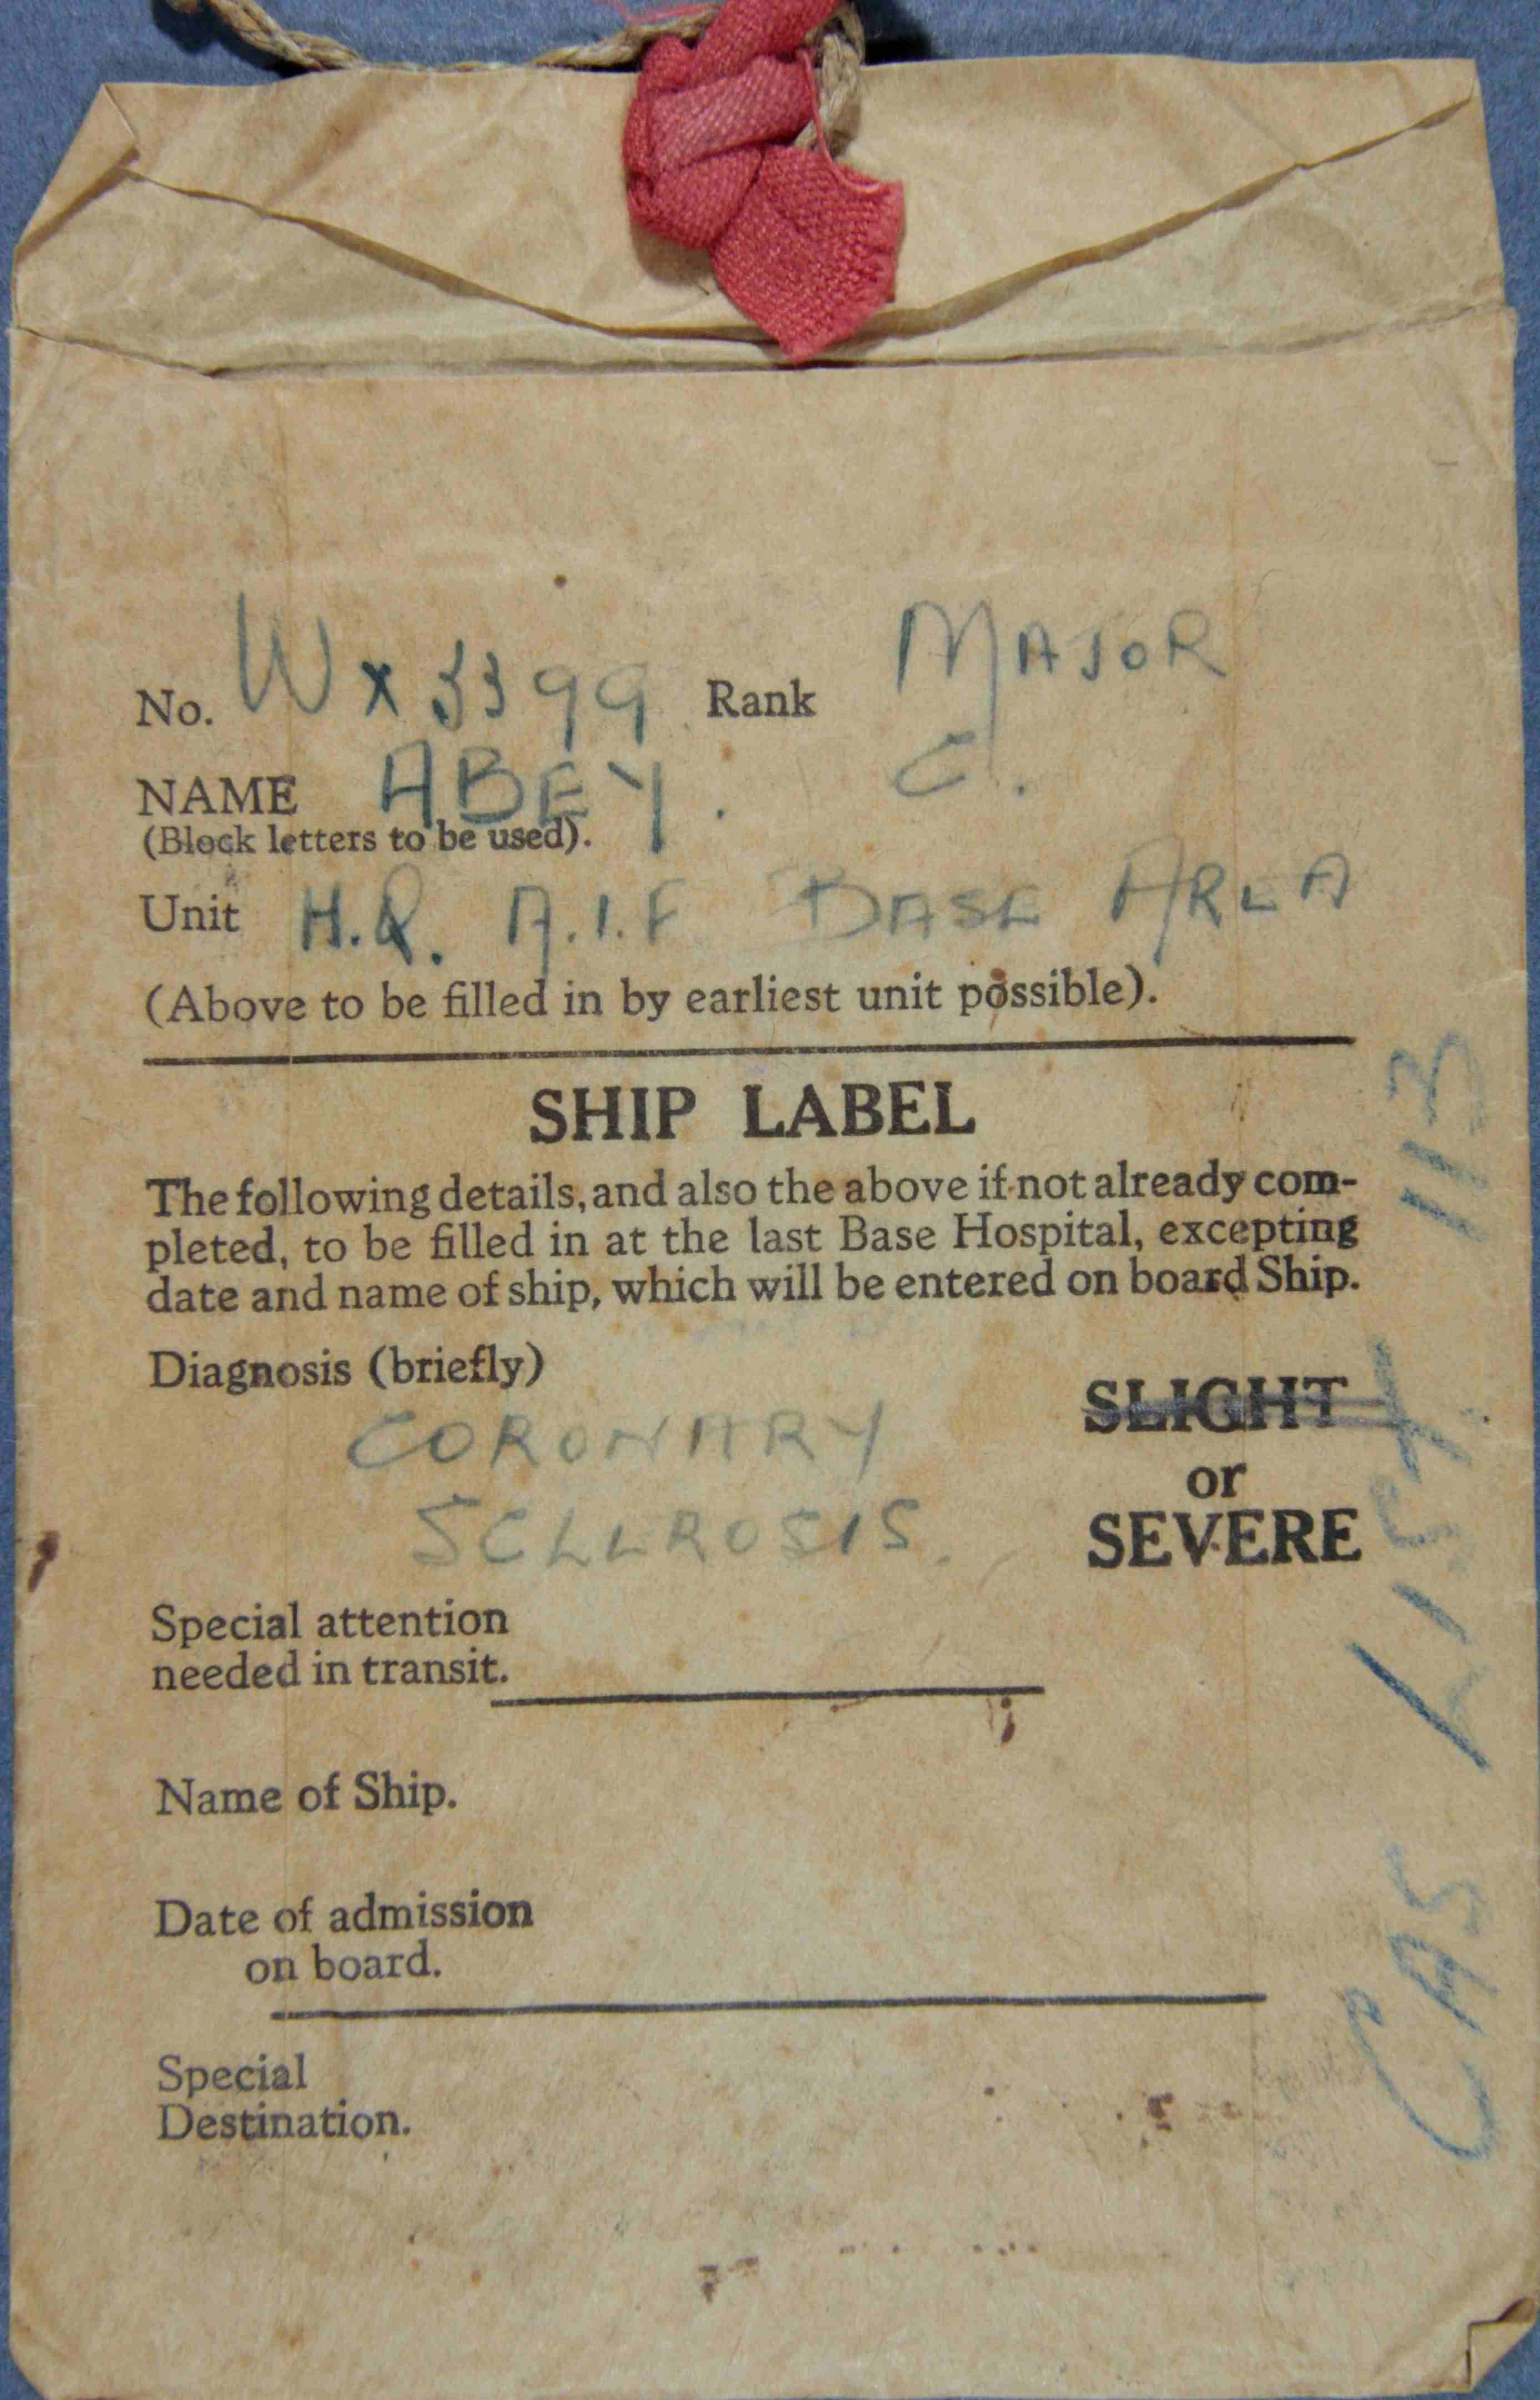 No. WX3399 Rank MAJOR
NAME ABEY. C.
(Block letters to be used).
Unit H.Q. A.I.F BASE AREA
(Above to be filled in by earliest unit possible).
SHIP LABEL
The following details, and also the above if not already com-
pleted, to be filled in at the last Base Hospital, excepting
date and name of ship, which will be entered on board Ship.
Diagnosis (briefly)
CORONARY
SCLEROSIS.
SLIGHT
or
SEVERE
Special attention
needed in transit.
Name of Ship.
Date of admission
on board.
Special
Destination.
CAS LIST 113